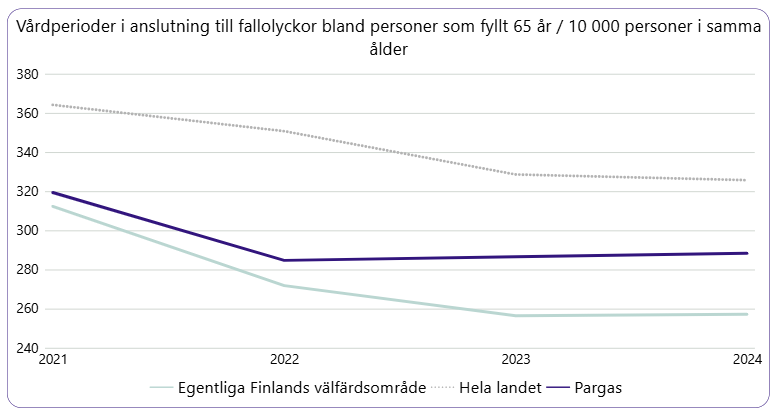 Vårdperioder i anslutning till fallolyckor bland personer som fyllt 65 år / 10 000 personer i samma
ålder
380
360
340
320
300
280
260
240
2021 2022 2023 2024
Egentliga Finlands välfärdsområde Hela landet Pargas